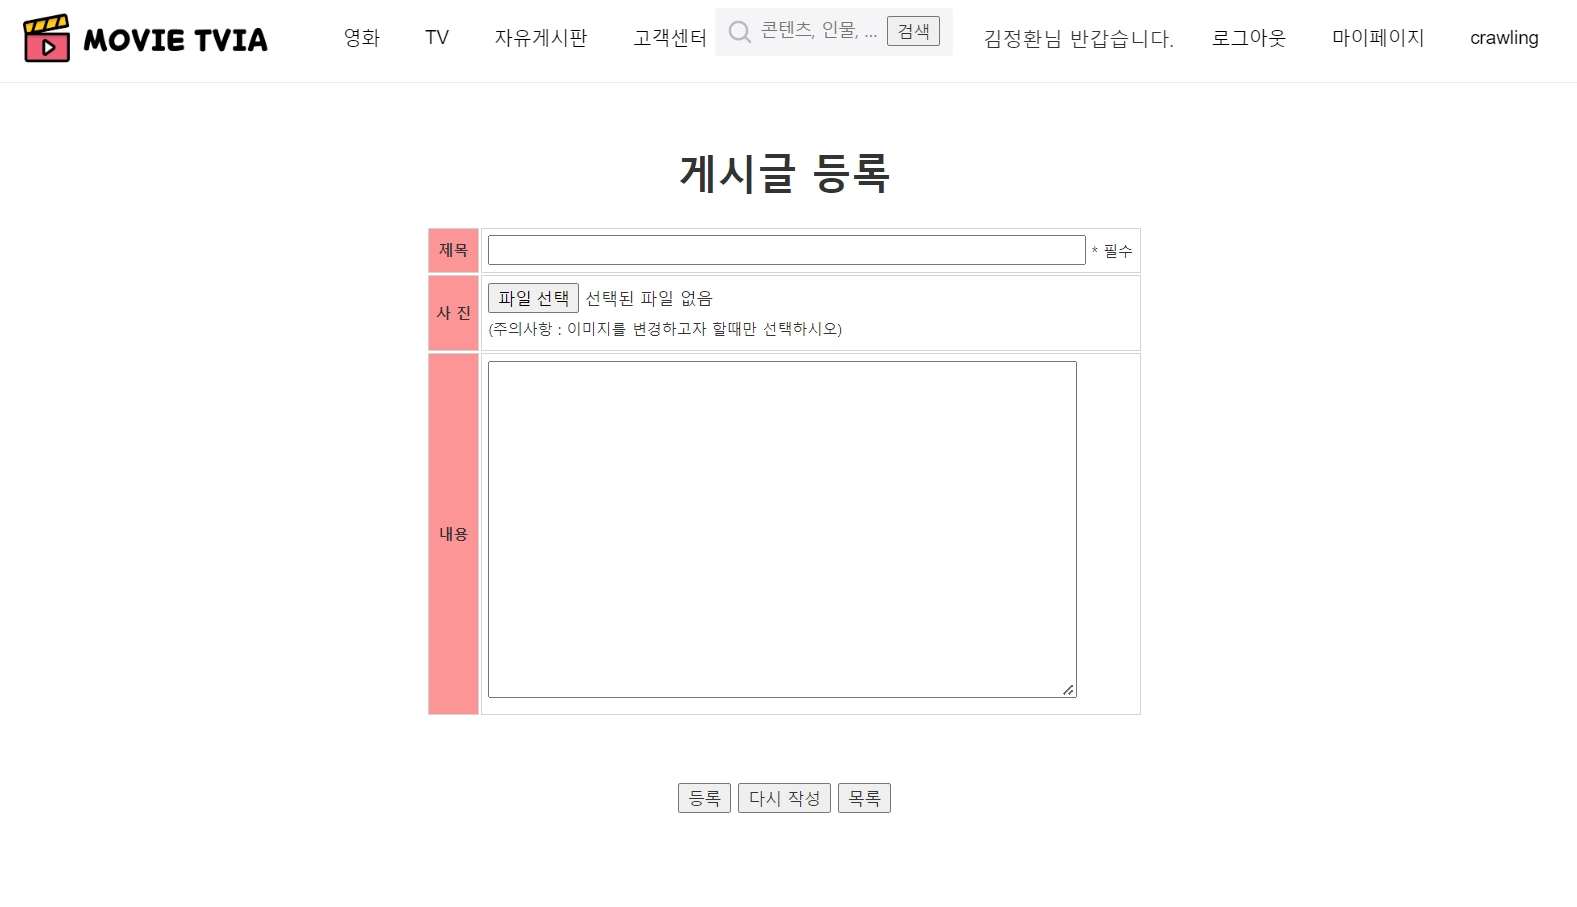 MOVIE TVIA 영화 TV 자유게시판 고객센터 콘텐츠, 인물, ... 검색 김정환님 반갑습니다. 로그아웃 마이페이지 crawling
게시글 등록
제목 * 필수
사 진 파일 선택 선택된 파일 없음
(주의사항 : 이미지를 변경하고자 할때만 선택하시오)
내용
등록 다시 작성 목록